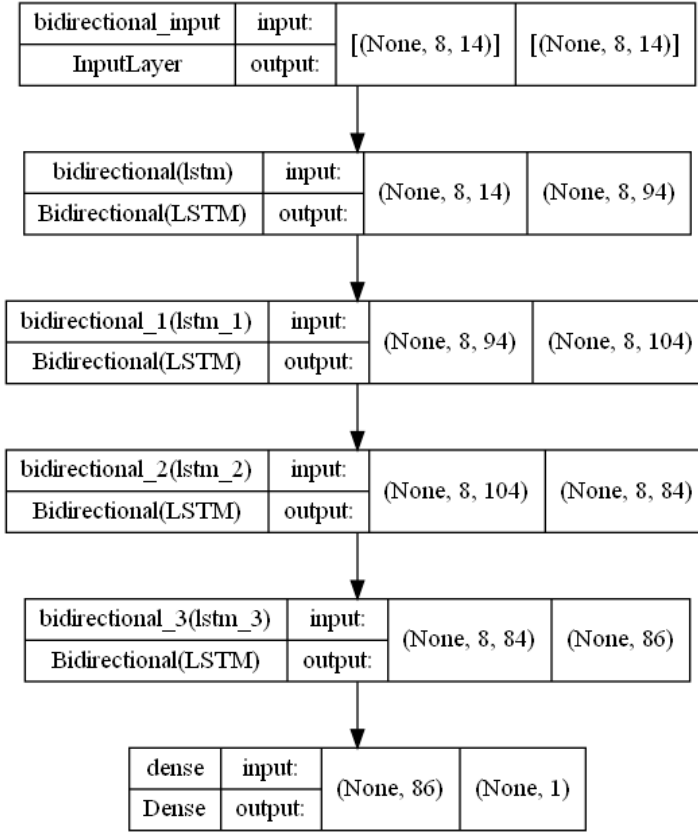 bidirectional_input input: [(None, 8, 14)] [(None, 8, 14)]
InputLayer output:
bidirectional(lstm) input: (None, 8, 14) (None, 8, 94)
Bidirectional(LSTM) output:
bidirectional_1(lstm_1) input: (None, 8, 94) (None, 8, 104)
Bidirectional(LSTM) output:
bidirectional_2(lstm_2) input: (None, 8, 104) (None, 8, 84)
Bidirectional(LSTM) output:
bidirectional_3(lstm_3) input: (None, 8, 84) (None, 86)
Bidirectional(LSTM) output:
dense input: (None, 86) (None, 1)
Dense output: